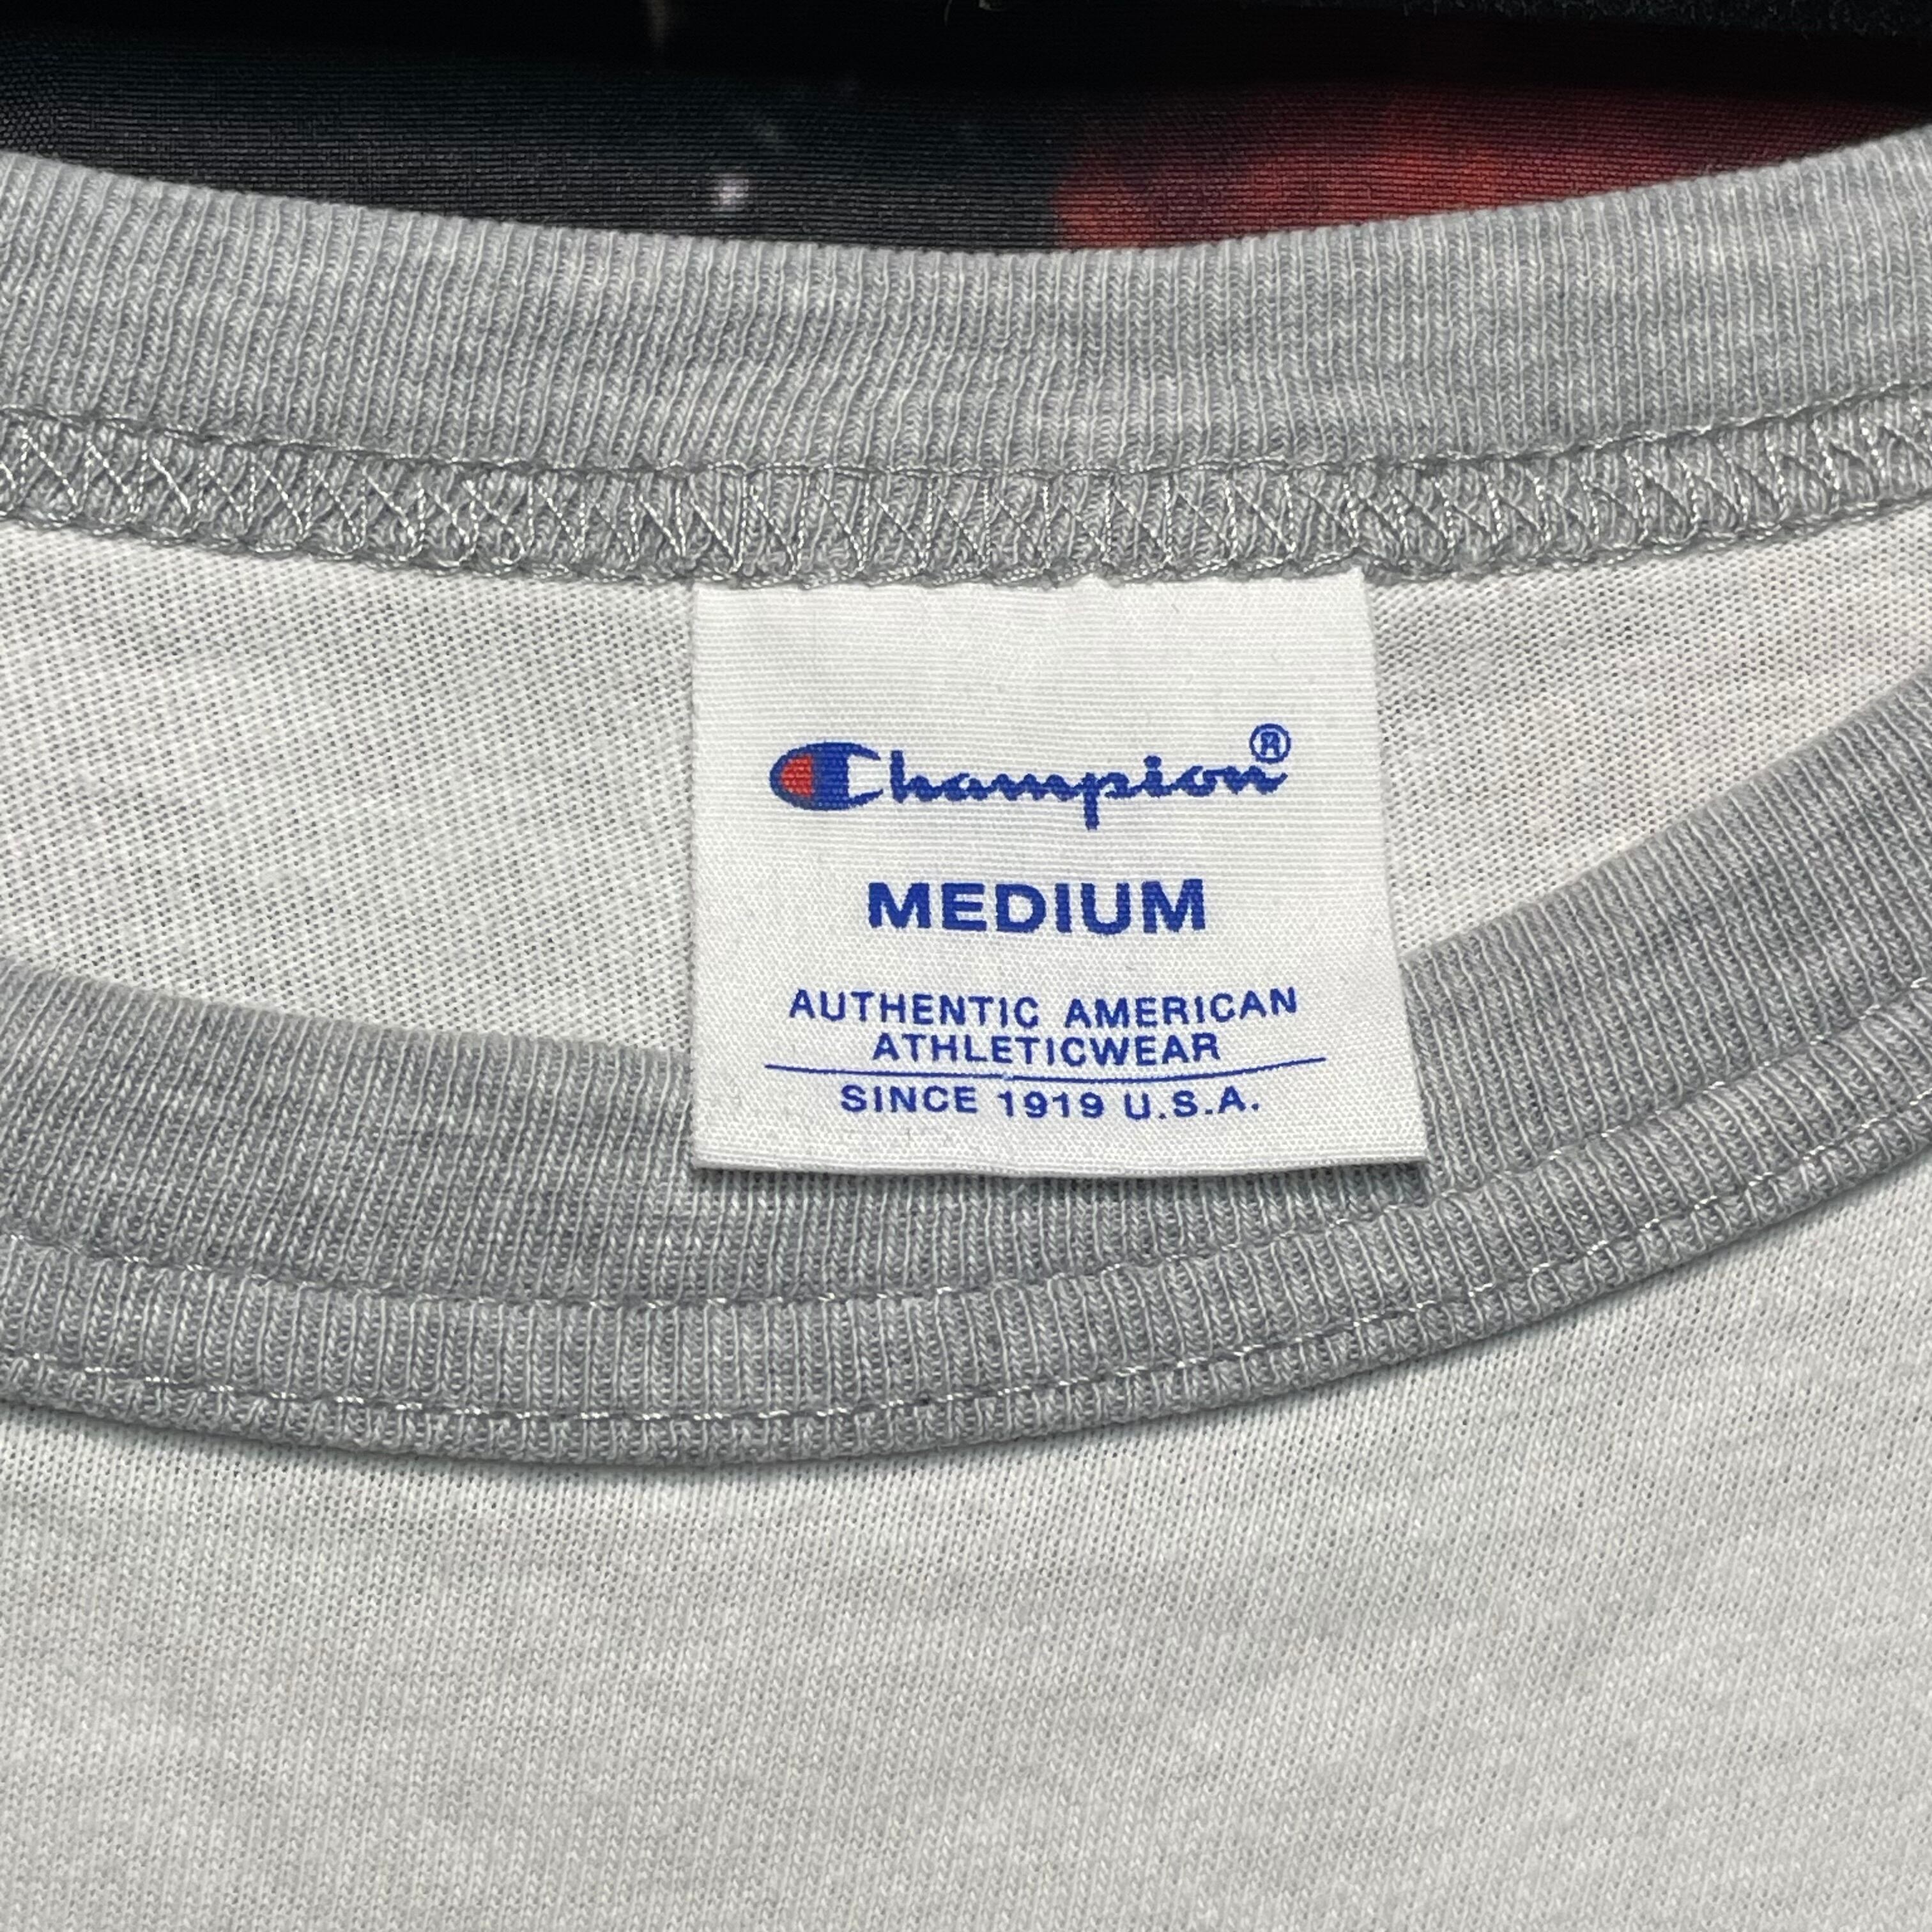 Champion®
MEDIUM
AUTHENTIC AMERICAN
ATHLETICWEAR
SINCE 1919 U.S.A.